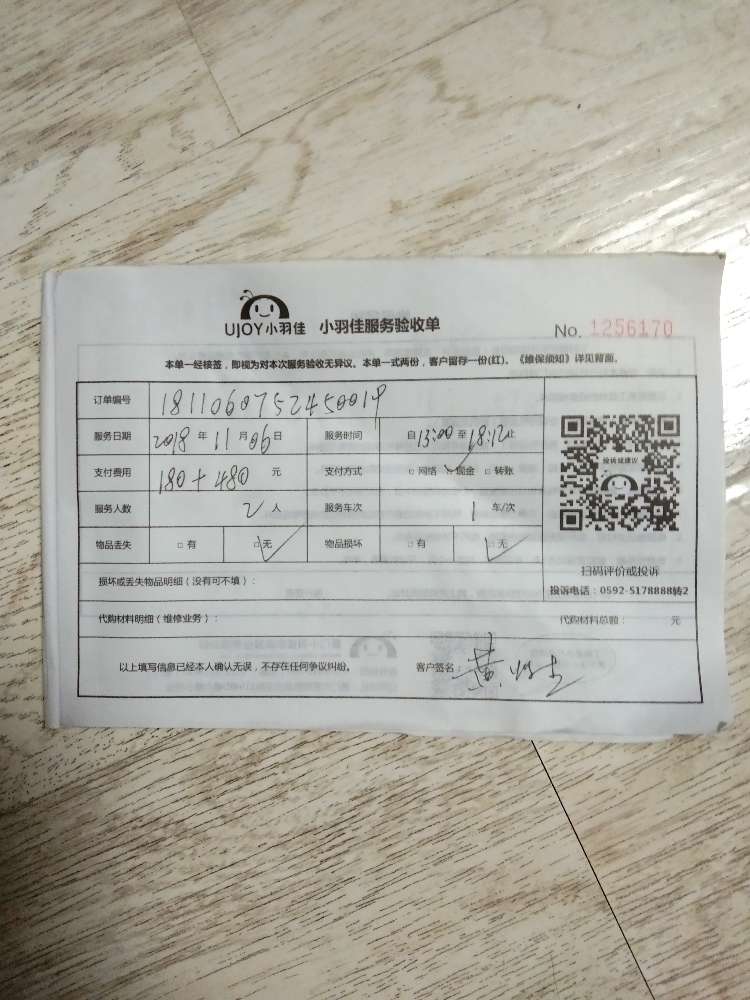 UJOY小羽佳 小羽佳服务验收单 No. 1256170
本单一经接签，即视为对本次服务验收无异议。本单一式两份，客户留存一份(红)。《维保须知》详见背面。
订单编号 181106075245001
服务日期 2018 年 11 月 06 日 服务时间 自 13:00 至 18:12 止
支付费用 180+480 元 支付方式 □ 网络 □ 现金 □ 转账
服务人数 2 人 服务车次 1 车/次
物品丢失 □ 有 □ 无 物品损坏 □ 有 □ 无
投诉或建议
扫码评价或投诉
损坏或丢失物品明细（没有可不填）：
投诉电话：0592-5178888转2
代购材料明细（维修业务）： 代购材料总额： 元
以上填写信息已经本人确认无误，不存在任何争议纠纷。 客户签名： 黄